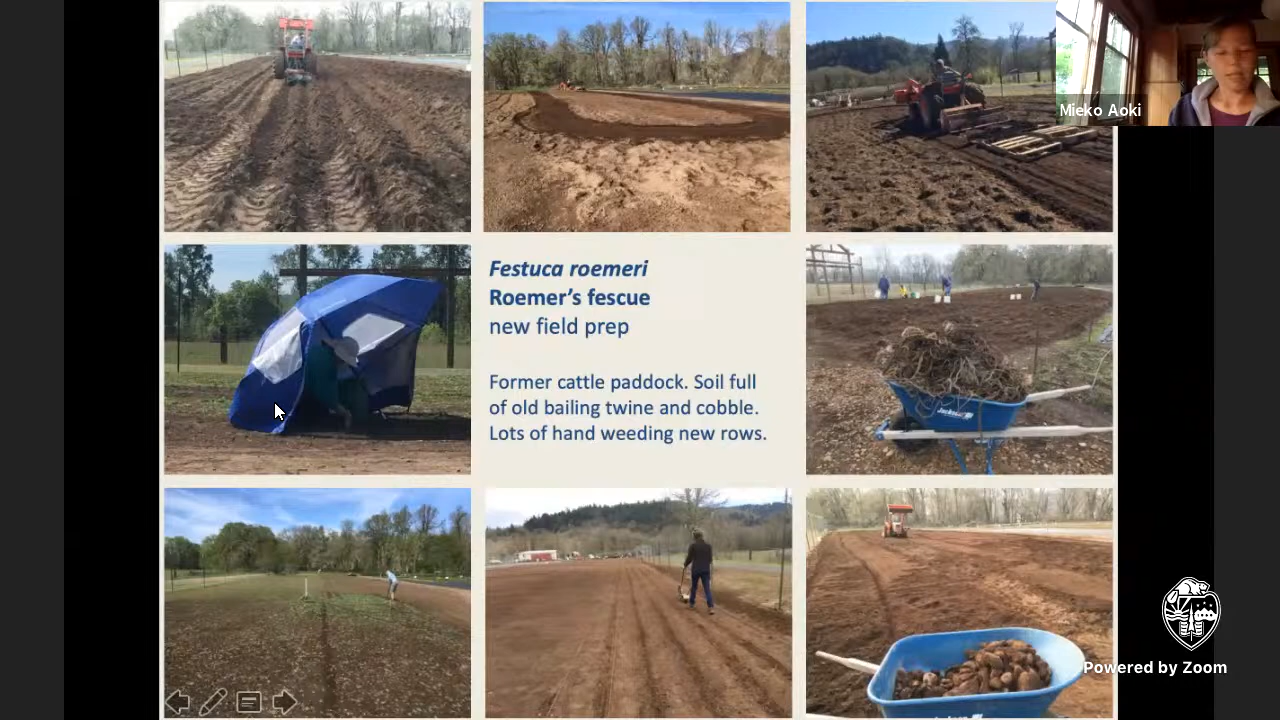 Mieko Aoki
Festuca roemeri
Roemer’s fescue
new field prep
Former cattle paddock. Soil full
of old bailing twine and cobble.
Lots of hand weeding new rows.
Powered by Zoom